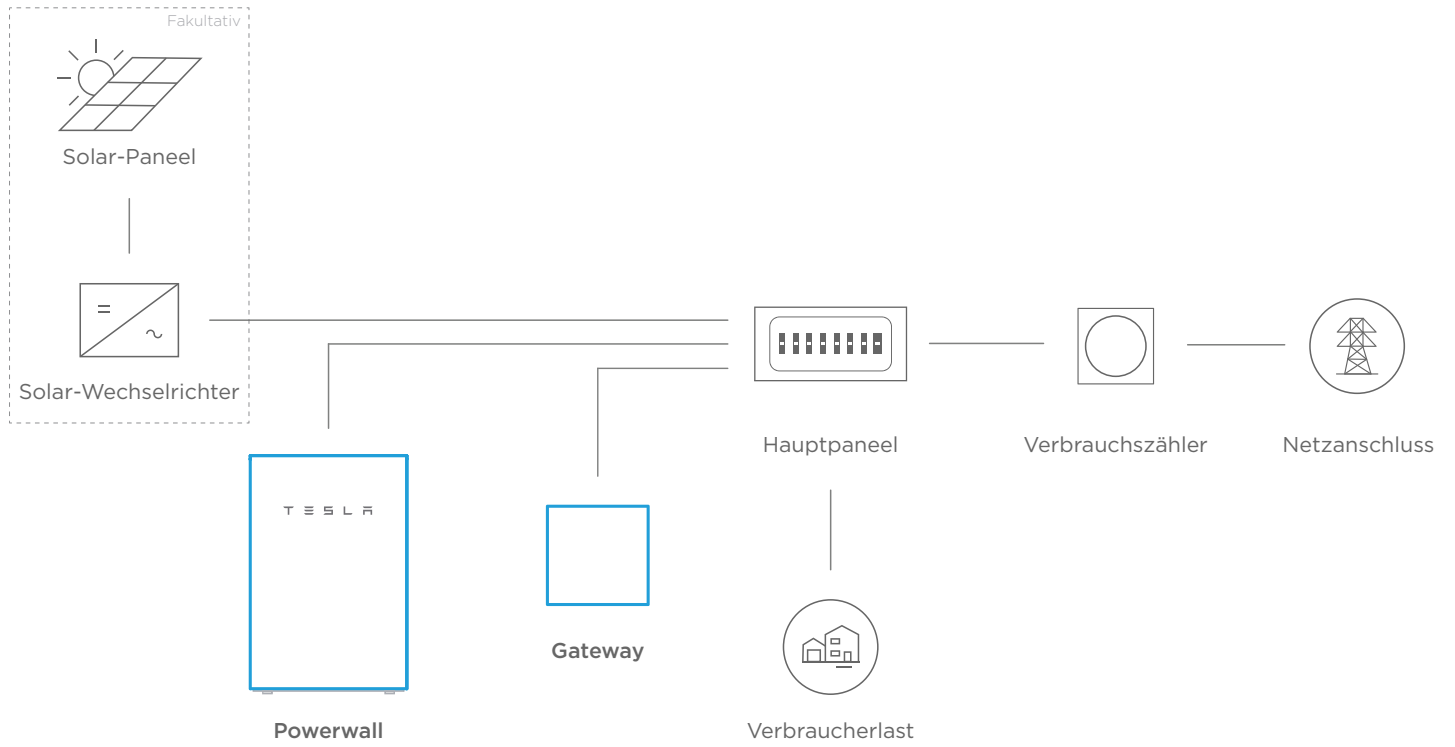 Fakultativ
Solar-Paneel
Solar-Wechselrichter
Hauptpaneel
Verbrauchszähler
Netzanschluss
TESLA
Gateway
Powerwall
Verbraucherlast